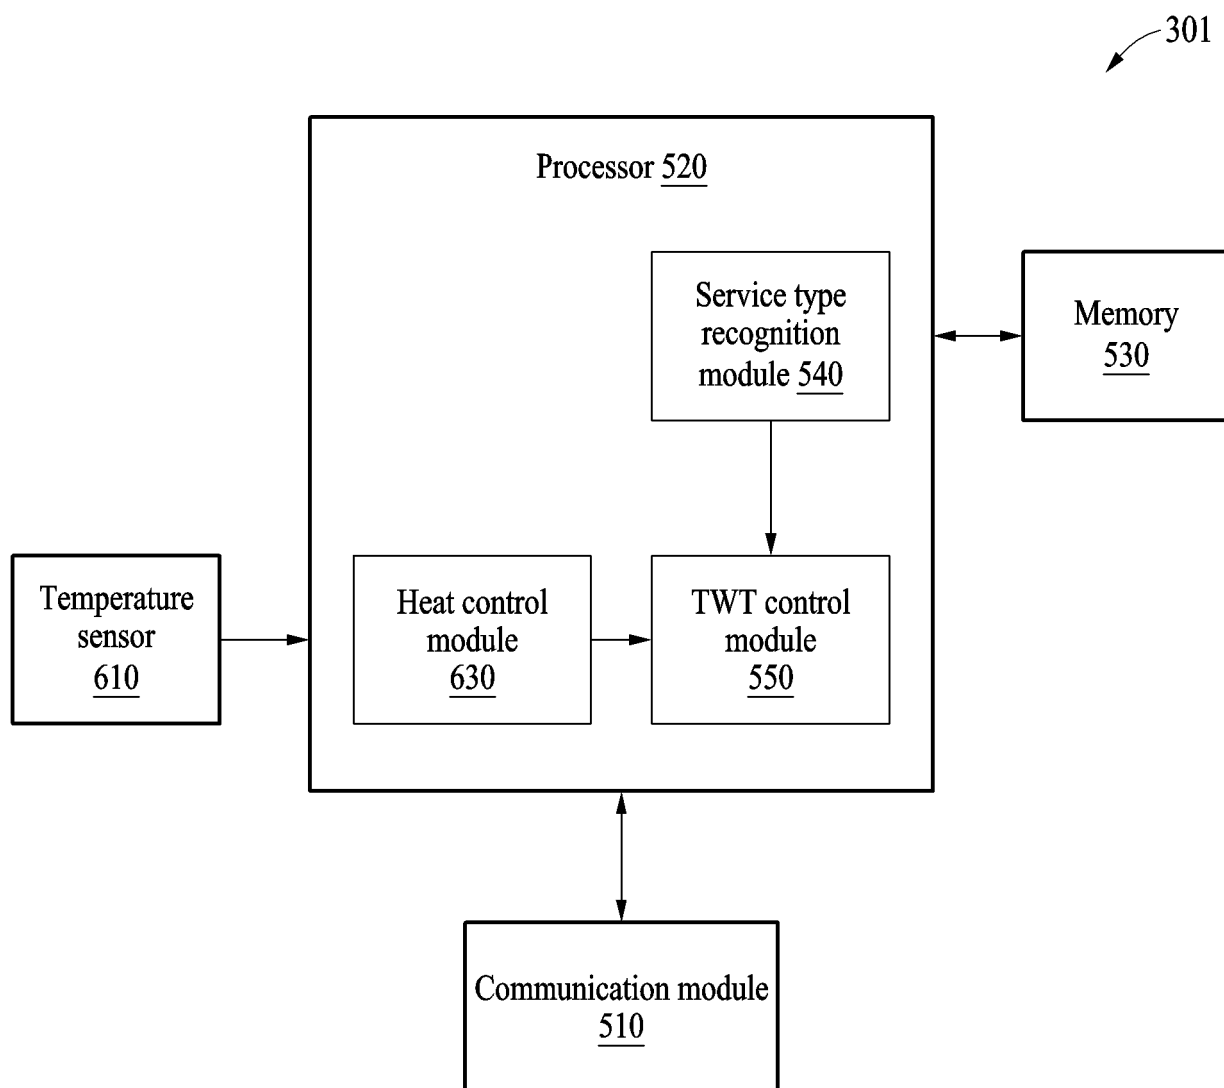 301
Processor 520
Service type
recognition
module 540
Memory
530
Temperature
sensor
610
Heat control
module
630
TWT control
module
550
Communication module
510